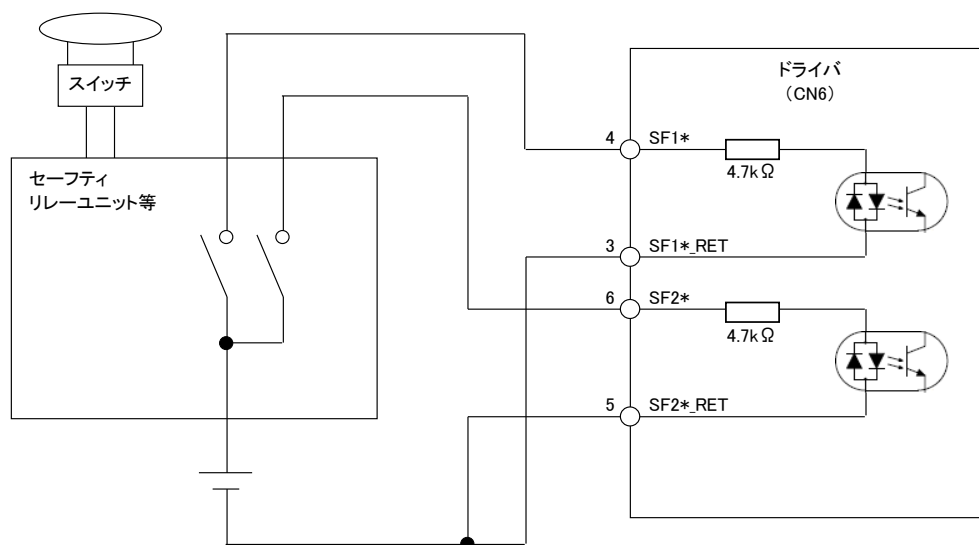 スイッチ
セーフティ
リレーユニット等
ドライバ
(CN6)
4
SF1*
4.7kΩ
3
SF1*_RET
6
SF2*
4.7kΩ
5
SF2*_RET